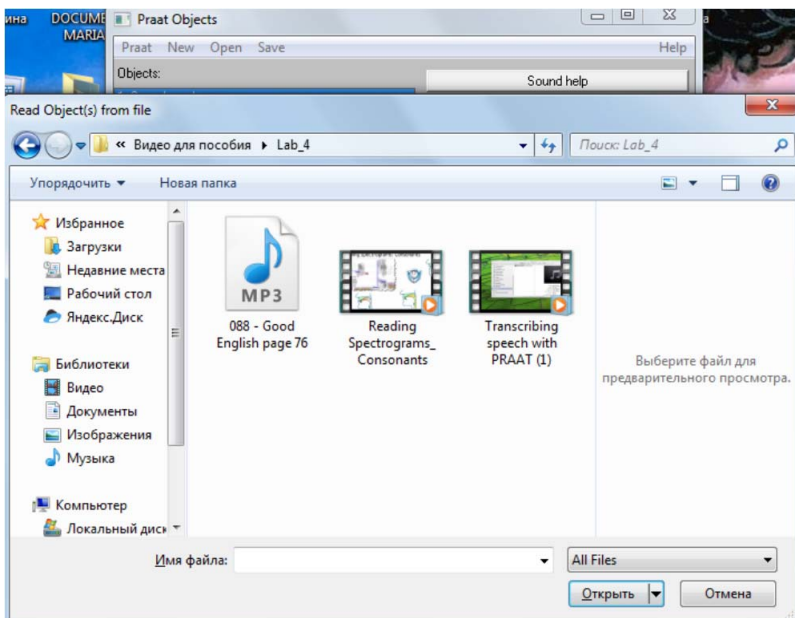 ина
DOCUME
MARIA
Praat Objects
Praat New Open Save Help
Objects:
Sound help
Read Object(s) from file
« Видео для пособия ▸ Lab_4
Поиск: Lab_4
Упорядочить ▼ Новая папка
Избранное
Загрузки
Недавние места
Рабочий стол
Яндекс.Диск
Библиотеки
Видео
Документы
Изображения
Музыка
Компьютер
Локальный диск
MP3
088 - Good
English page 76
Reading
Spectrograms_
Consonants
Transcribing
speech with
PRAAT (1)
Выберите файл для
предварительного просмотра.
Имя файла:
All Files
Открыть
Отмена